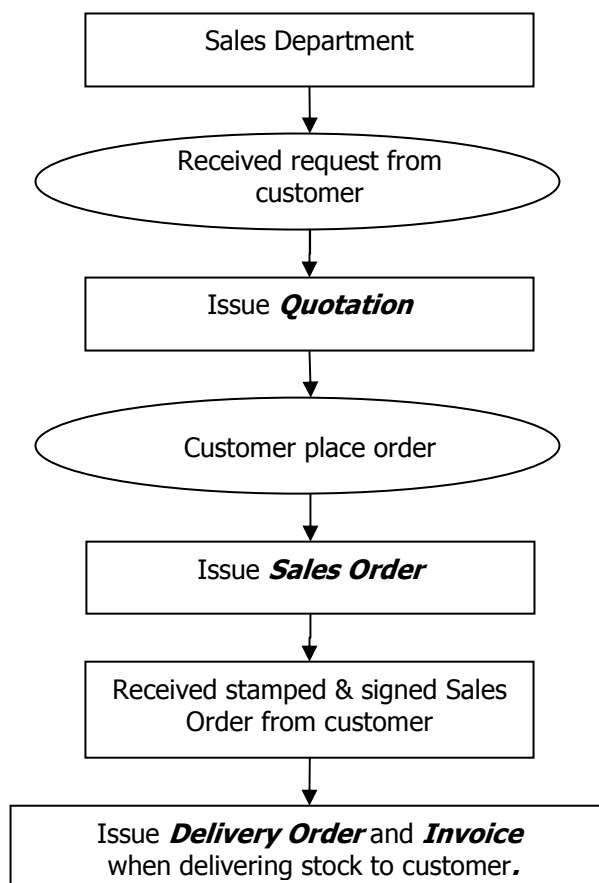 Sales Department
Received request from
customer
Issue Quotation
Customer place order
Issue Sales Order
Received stamped & signed Sales
Order from customer
Issue Delivery Order and Invoice
when delivering stock to customer.